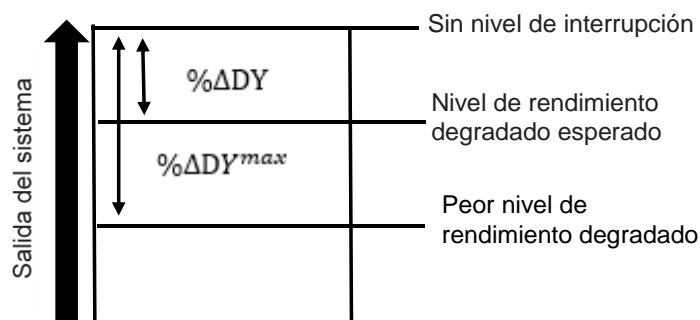 Sin nivel de interrupción
%ΔDY
Nivel de rendimiento
degradado esperado
%ΔDY^max
Peor nivel de
rendimiento degradado
Salida del sistema